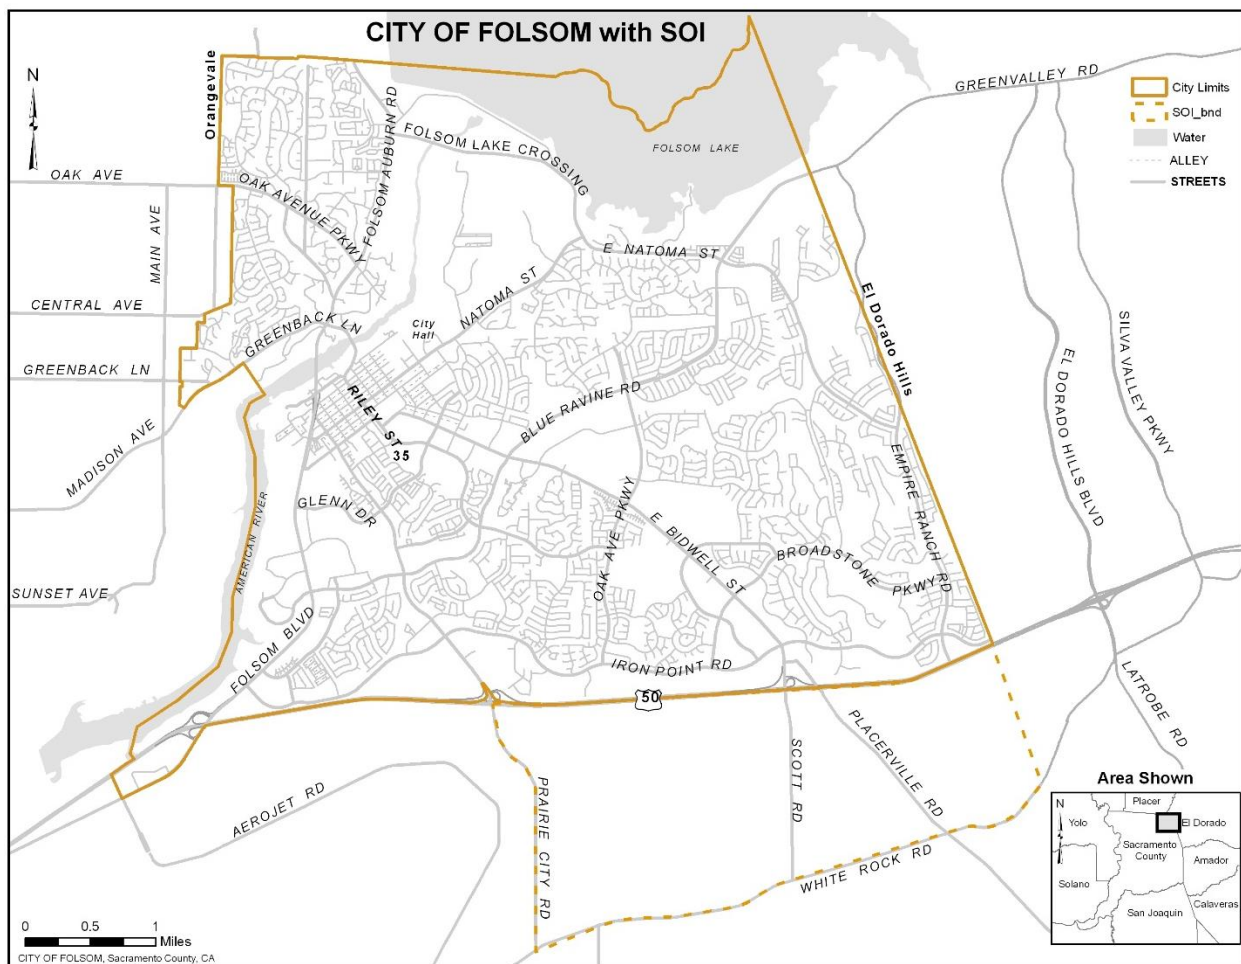 CITY OF FOLSOM with SOI
N
Orangevale
FOLSOM AUBURN RD
FOLSOM LAKE CROSSING
FOLSOM LAKE
GREENVALLEY RD
City Limits
SOI_bnd
Water
ALLEY
STREETS
OAK AVE
OAK AVENUE PKWY
MAIN AVE
E NATOMA ST
NATOMA ST
CENTRAL AVE
GREENBACK LN
City
Hall
El Dorado Hills
SILVA VALLEY PKWY
EL DORADO HILLS BLVD
GREENBACK LN
RILEY ST
35
BLUE RAVINE RD
MADISON AVE
EMPIRE RANCH RD
GLENN DR
AMERICAN RIVER
OAK AVE PKWY
E BIDWELL ST
BROADSTONE PKWY
SUNSET AVE
FOLSOM BLVD
IRON POINT RD
50
LATROBE RD
PLACERVILLE RD
SCOTT RD
AEROJET RD
PRAIRIE CITY RD
WHITE ROCK RD
Area Shown
N
Placer
Yolo
El Dorado
Sacramento
County
Amador
Solano
Calaveras
San Joaquin
0 0.5 1
Miles
CITY OF FOLSOM, Sacramento County, CA